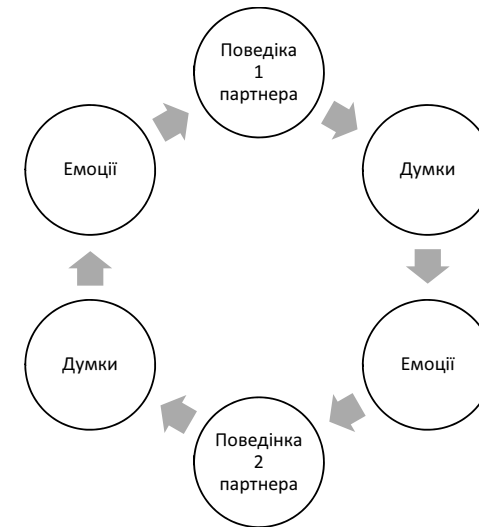 Поведіка
1
партнера
Думки
Емоції
Поведінка
2
партнера
Думки
Емоції